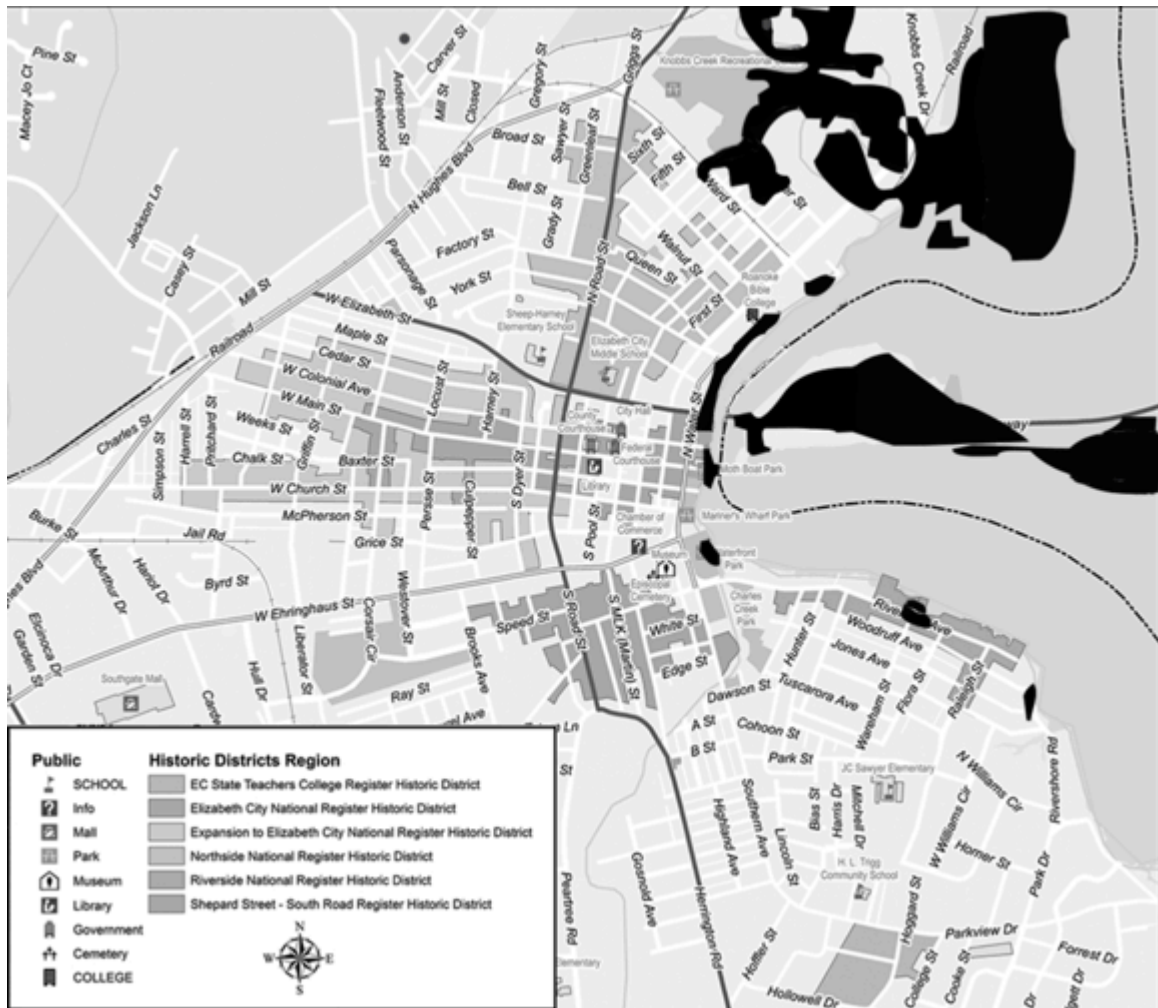 Pine St
Macey Jo Ct
Carver St
Anderson St
Fleetwood St
Mill St
Closed
Gregory St
Griggs St
Knobbs Creek Recreational
Knobbs Creek Dr
Railroad
N Hughes Blvd
Broad St
Sawyer St
Greenleaf St
Sixth St
Fifth St
Ward St
Bell St
Grady St
Jackson Ln
Casey St
Mill St
Factory St
Parsonage St
York St
N Road St
Walnut St
Queen St
First St
Roanoke
Bible
College
W Elizabeth St
Sheep-Harney
Elementary School
Elizabeth City
Middle School
Railroad
Maple St
Cedar St
W Colonial Ave
W Main St
Locust St
Harney St
County
Courthouse
City Hall
Federal
Courthouse
N Water St
way
Charles St
Simpson St
Harrell St
Pritchard St
Weeks St
Griffin St
Chalk St
Baxter St
W Church St
McPherson St
Persse St
Culpepper St
S Dyer St
Library
Moth Boat Park
S Pool St
Chamber of
Commerce
Mariner's Wharf Park
Burke St
Jail Rd
Grice St
Museum
Waterfront
Park
McArthur Dr
Hariot Dr
Byrd St
Westover St
Episcopal
Cemetery
Charles
Creek
Park
W Ehringhaus St
Elorinoca Dr
Garden St
Liberator St
Corsair Cir
Brooks Ave
Speed St
S Road St
S MLK (Martin) St
White St
Edge St
Hunter St
Woodruff Ave
Jones Ave
Tuscarora Ave
Wareham St
Flora St
Raleigh St
Southgate Mall
Hull Dr
Ray St
Dawson St
A St
B St
Cohoon St
Park St
JC Sawyer Elementary
N Williams Cir
Rivershore Rd
Bias St
Harris Dr
Mitchell Dr
W Williams Cir
Horner St
Park Dr
Highland Ave
Southern Ave
Lincoln St
H. L. Trigg
Community School
Gosnold Ave
Herrington Rd
Peartree Rd
Hoffler St
Hollowell Dr
Hoggard St
College St
Cooke St
Parkview Dr
Forrest Dr
Elementary
Public
SCHOOL
Info
Mall
Park
Museum
Library
Government
Cemetery
COLLEGE
Historic Districts Region
EC State Teachers College Register Historic District
Elizabeth City National Register Historic District
Expansion to Elizabeth City National Register Historic District
Northside National Register Historic District
Riverside National Register Historic District
Shepard Street - South Road Register Historic District
N
W E
S